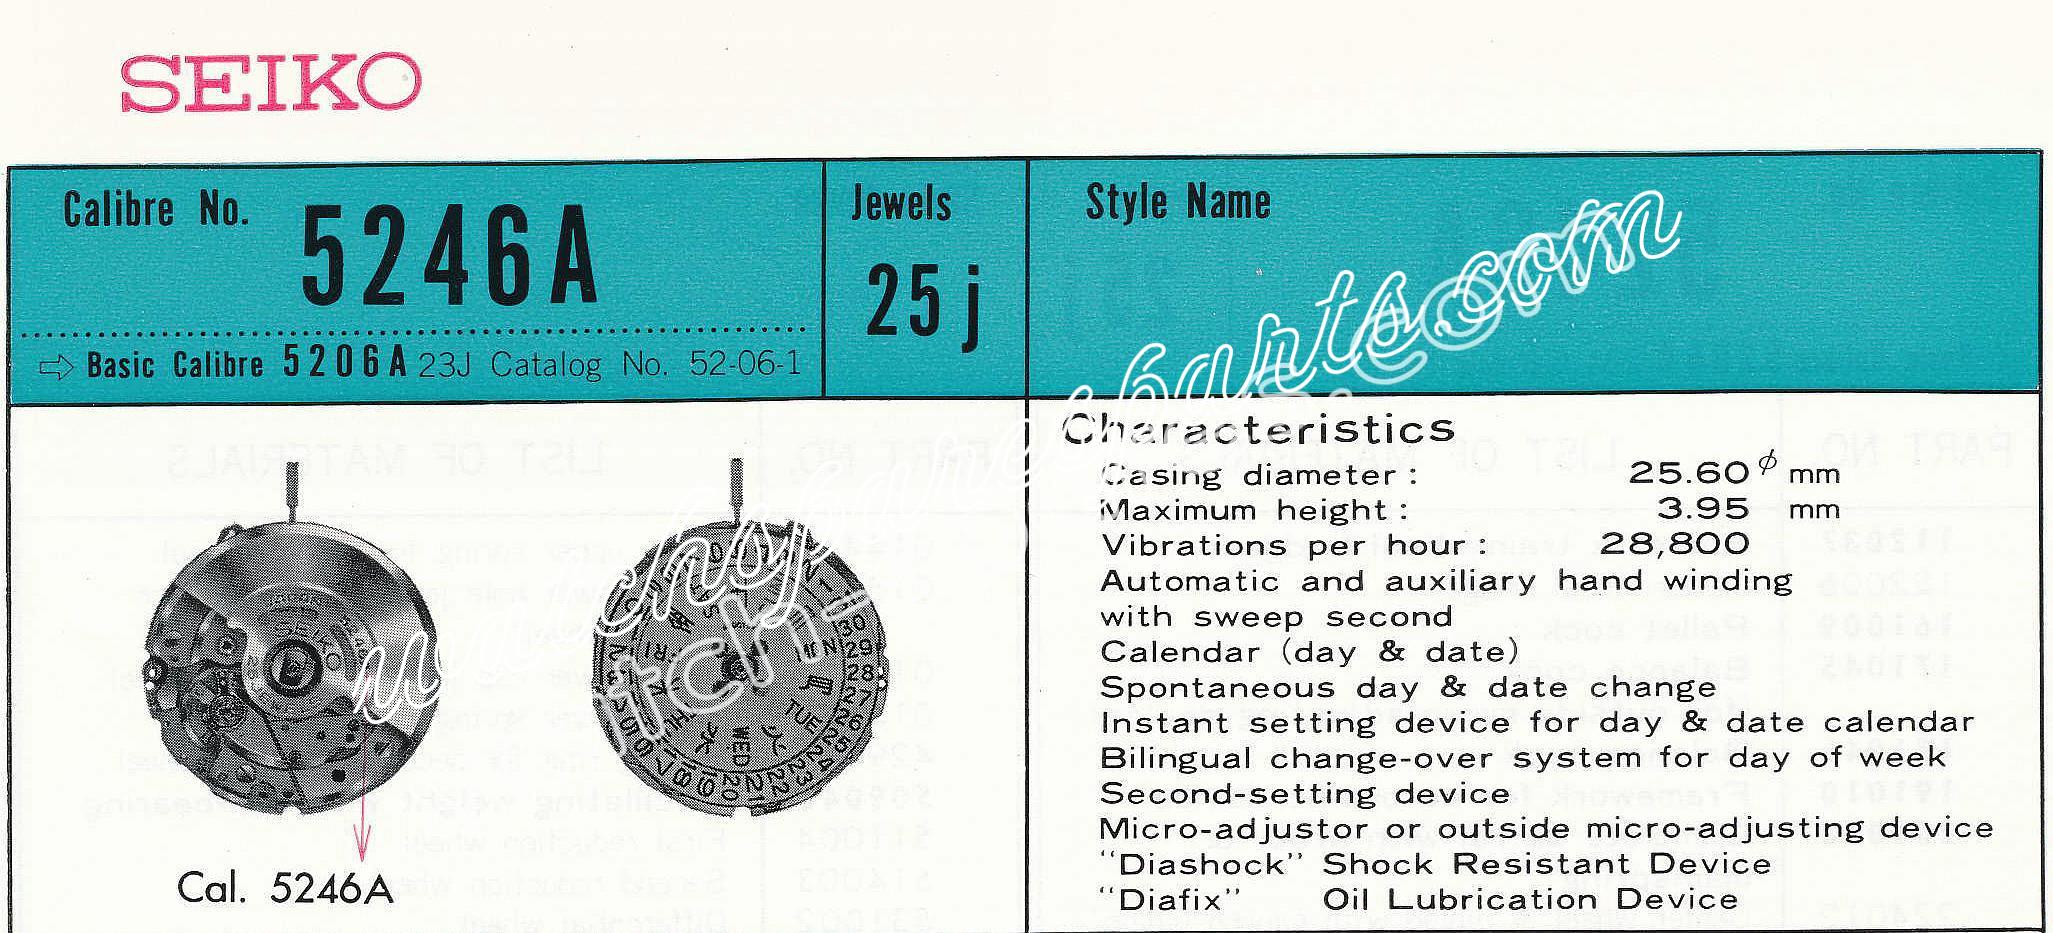 SEIKO
Calibre No. 5246A
Jewels
25j
Style Name
⇨ Basic Calibre 5206A 23J Catalog No. 52-06-1
Characteristics
Casing diameter : 25.60φ mm
Maximum height : 3.95 mm
Vibrations per hour : 28,800
Automatic and auxiliary hand winding
with sweep second
Calendar (day & date)
Spontaneous day & date change
Instant setting device for day & date calendar
Bilingual change-over system for day of week
Second-setting device
Micro-adjustor or outside micro-adjusting device
"Diashock" Shock Resistant Device
"Diafix" Oil Lubrication Device
Cal. 5246A